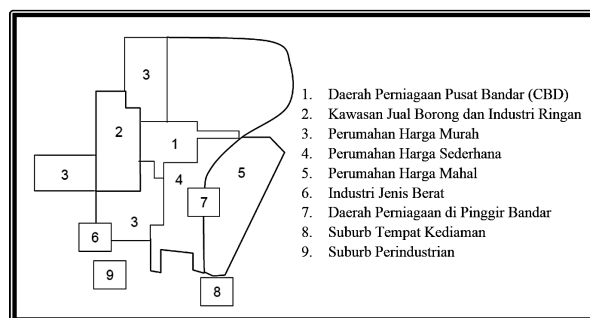 3
2
1
3
4
5
7
3
6
9
8
1. Daerah Perniagaan Pusat Bandar (CBD)
2. Kawasan Jual Borong dan Industri Ringan
3. Perumahan Harga Murah
4. Perumahan Harga Sederhana
5. Perumahan Harga Mahal
6. Industri Jenis Berat
7. Daerah Perniagaan di Pinggir Bandar
8. Suburb Tempat Kediaman
9. Suburb Perindustrian